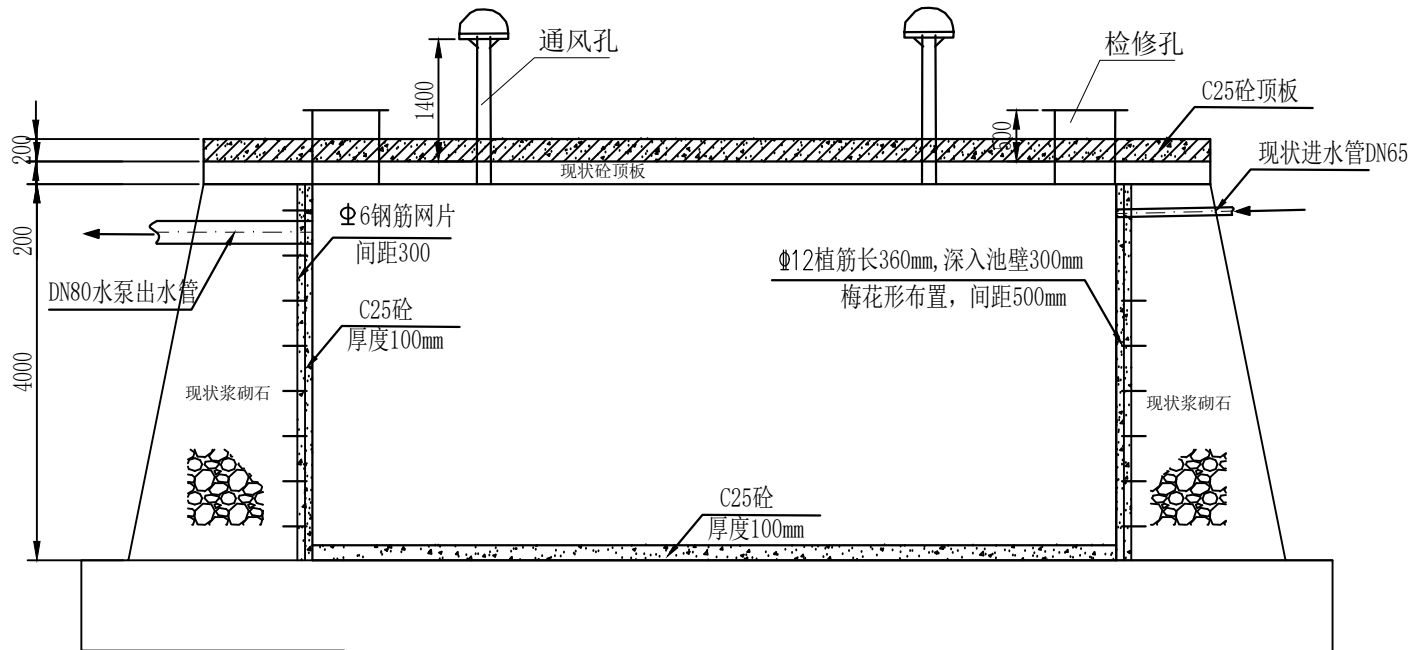 通风孔
检修孔
1400
500
C25砼顶板
200
现状砼顶板
现状进水管DN65
Φ6钢筋网片
间距300
200
Φ12植筋长360mm,深入池壁300mm
梅花形布置，间距500mm
DN80水泵出水管
C25砼
厚度100mm
4000
现状浆砌石
现状浆砌石
C25砼
厚度100mm